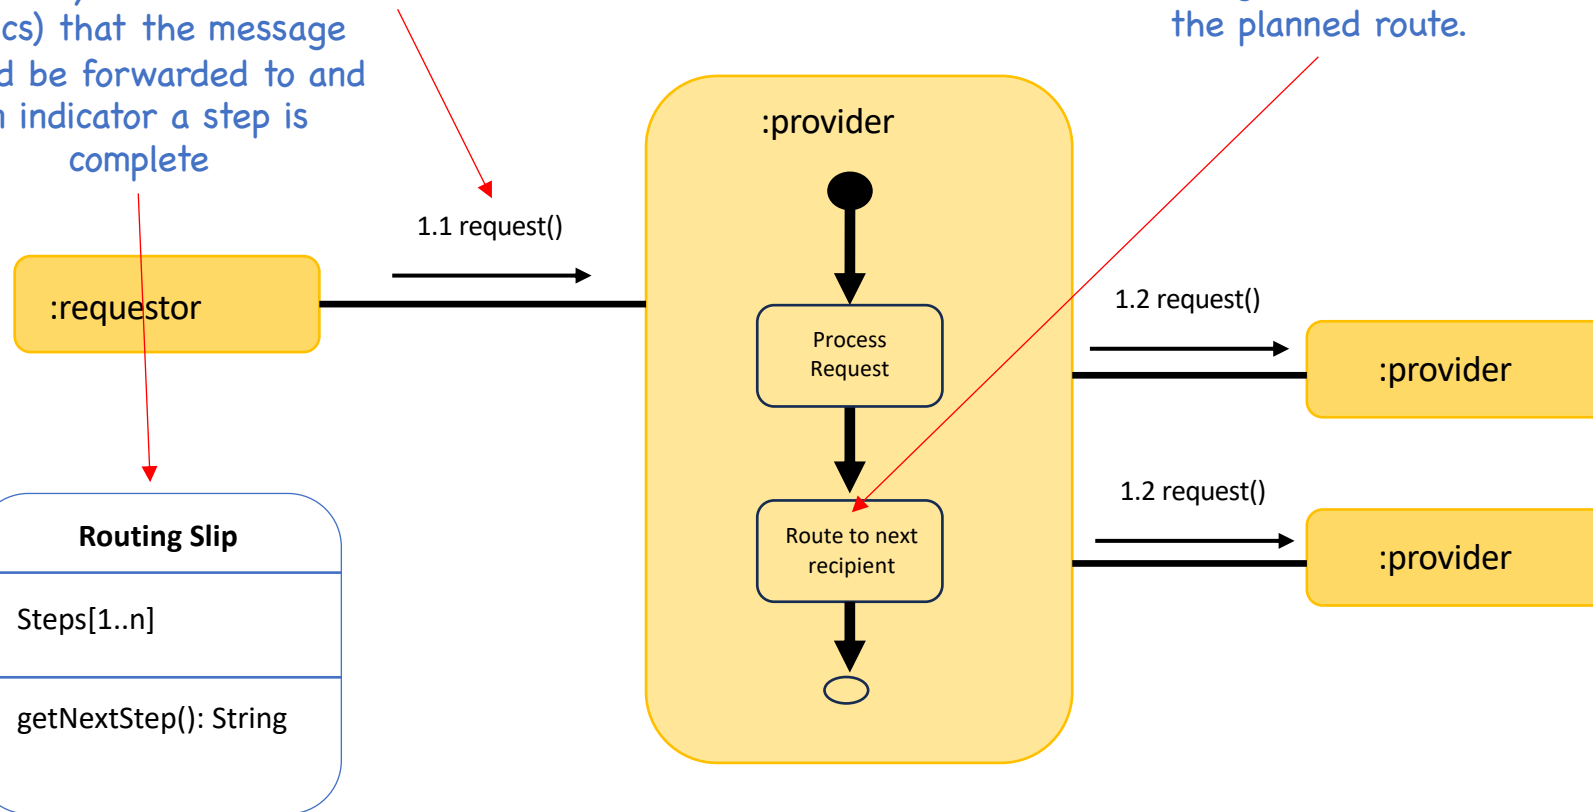 that the message
be forwarded to and
indicator a step is
complete
the planned route.
:provider
1.1 request()
:requestor
Process
Request
1.2 request()
:provider
Route to next
recipient
1.2 request()
:provider
Routing Slip
Steps[1..n]
getNextStep(): String